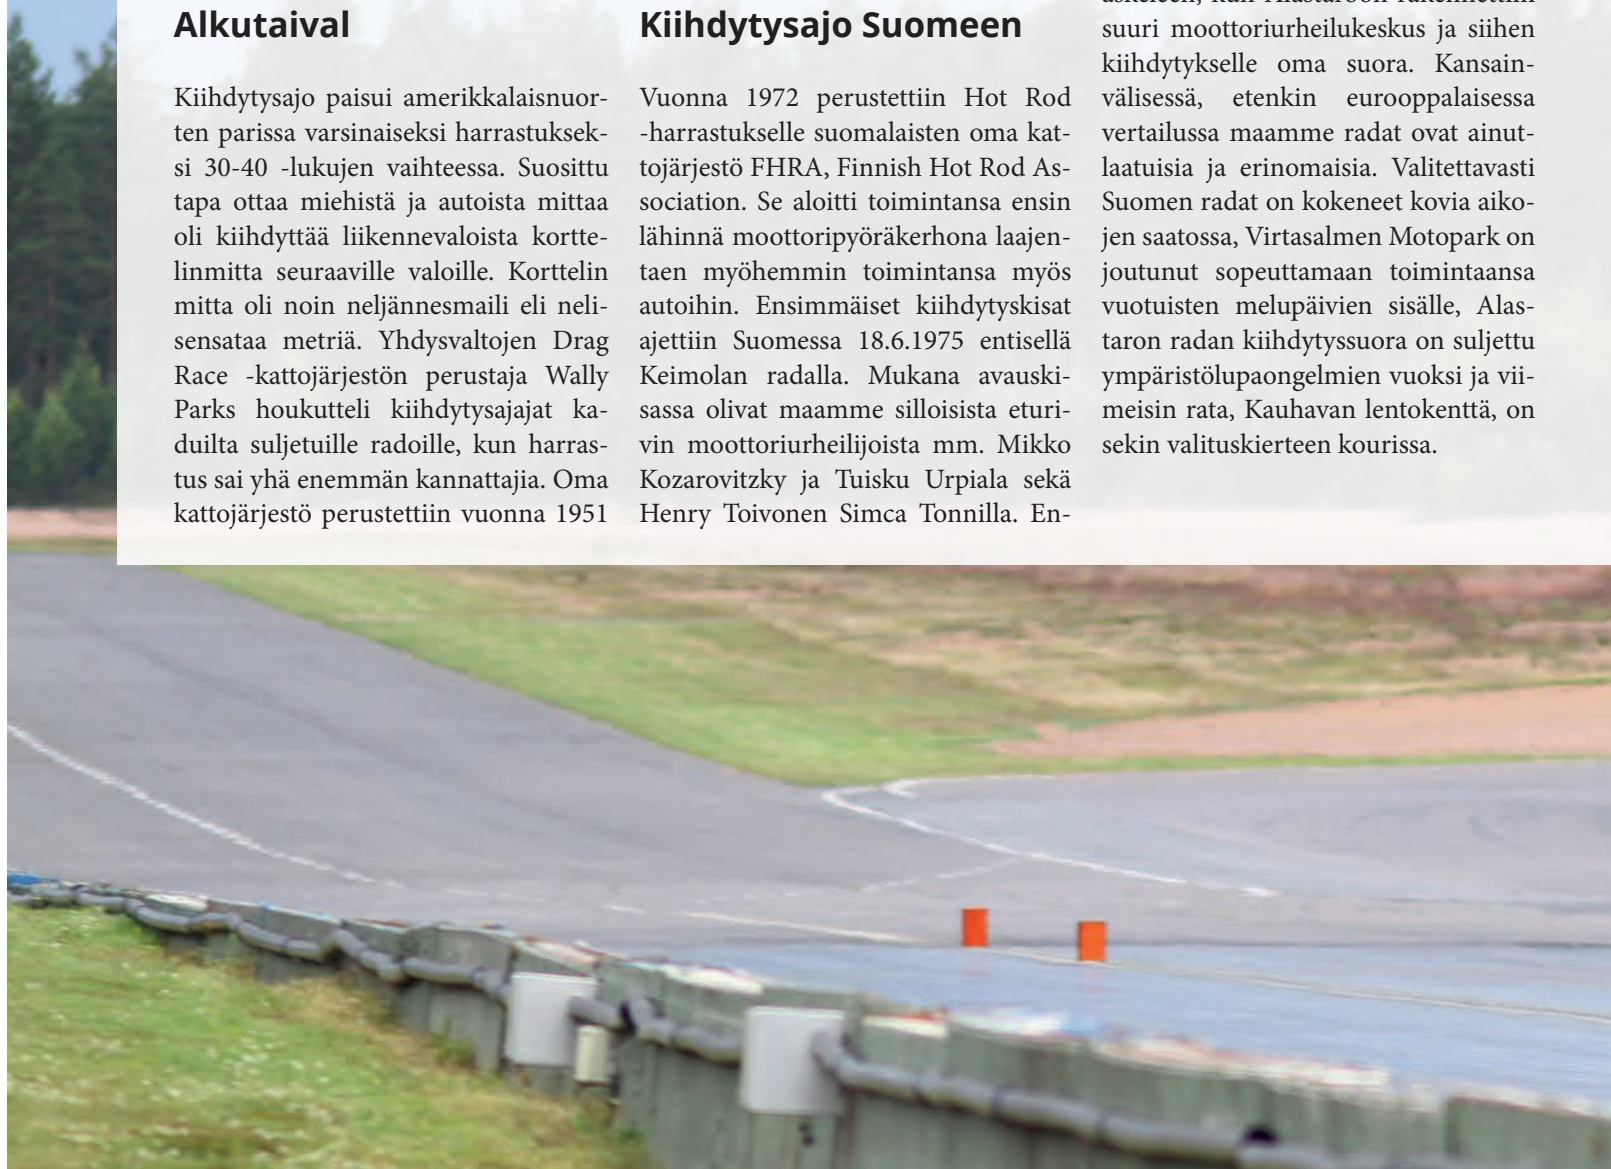 Alkutaival
Kiihdytysajo paisui amerikkalaisnuor-
ten parissa varsinaiseksi harrastuksek-
si 30-40 -lukujen vaihteessa. Suosittu
tapa ottaa miehistä ja autoista mittaa
oli kiihdyttää liikennevaloista kortte-
linmitta seuraaville valoille. Korttelin
mitta oli noin neljännesmaili eli neli-
sensataa metriä. Yhdysvaltojen Drag
Race -kattojärjestön perustaja Wally
Parks houkutteli kiihdytysajajat ka-
duilta suljetuille radoille, kun harras-
tus sai yhä enemmän kannattajia. Oma
kattojärjestö perustettiin vuonna 1951
Kiihdytysajo Suomeen
Vuonna 1972 perustettiin Hot Rod
-harrastukselle suomalaisten oma kat-
tojärjestö FHRA, Finnish Hot Rod As-
sociation. Se aloitti toimintansa ensin
lähinnä moottoripyöräkerhona laajen-
taen myöhemmin toimintansa myös
autoihin. Ensimmäiset kiihdytyskisat
ajettiin Suomessa 18.6.1975 entisellä
Keimolan radalla. Mukana avauski-
sassa olivat maamme silloisista eturi-
vin moottoriurheilijoista mm. Mikko
Kozarovitzky ja Tuisku Urpiala sekä
Henry Toivonen Simca Tonnilla. En-
suuri moottoriurheilukeskus ja siihen
kiihdytykselle oma suora. Kansain-
välisessä, etenkin eurooppalaisessa
vertailussa maamme radat ovat ainut-
laatuisia ja erinomaisia. Valitettavasti
Suomen radat on kokeneet kovia aiko-
jen saatossa, Virtasalmen Motopark on
joutunut sopeuttamaan toimintaansa
vuotuisten melupäivien sisälle, Alas-
taron radan kiihdytyssuora on suljettu
ympäristölupaongelmien vuoksi ja vii-
meisin rata, Kauhavan lentokenttä, on
sekin valituskierteen kourissa.